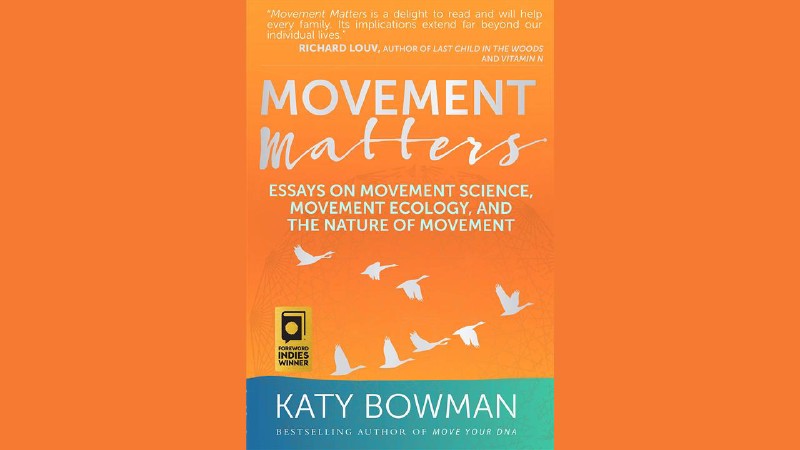 "Movement Matters is a delight to read and will help
every family. Its implications extend far beyond our
individual lives."
RICHARD LOUV, AUTHOR OF LAST CHILD IN THE WOODS
AND VITAMIN N
MOVEMENT
Matters
ESSAYS ON MOVEMENT SCIENCE,
MOVEMENT ECOLOGY, AND
THE NATURE OF MOVEMENT
FOREWORD
INDIES
WINNER
KATY BOWMAN
BESTSELLING AUTHOR OF MOVE YOUR DNA